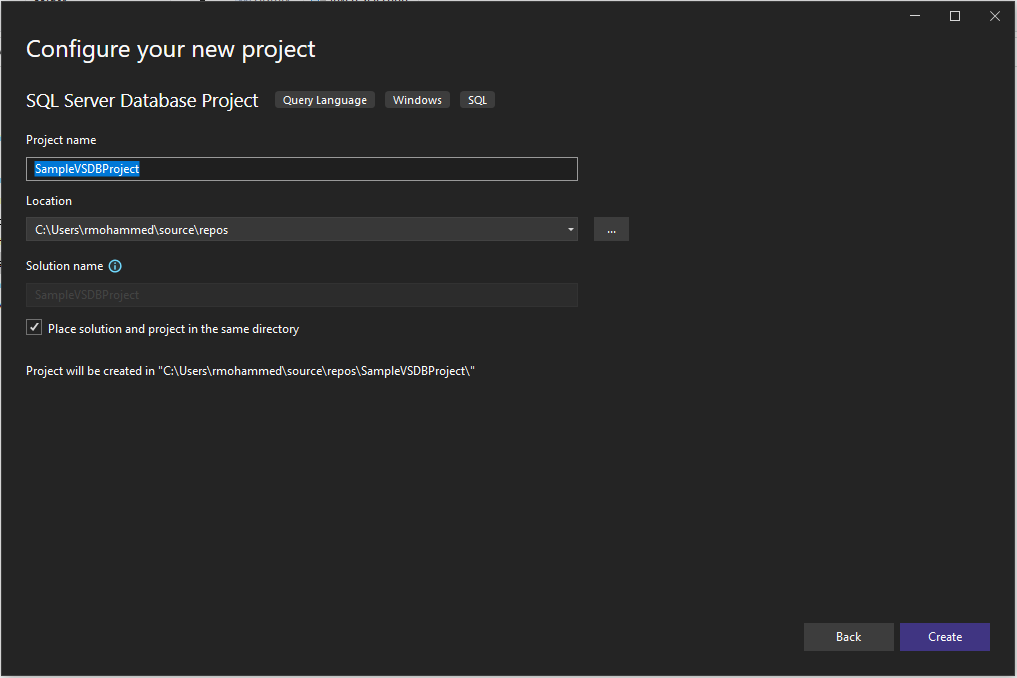 Configure your new project
SQL Server Database Project Query Language Windows SQL
Project name
SampleVSDBProject
Location
C:\Users\rmohammed\source\repos ...
Solution name
SampleVSDBProject
Place solution and project in the same directory
Project will be created in "C:\Users\rmohammed\source\repos\SampleVSDBProject\"
Back Create